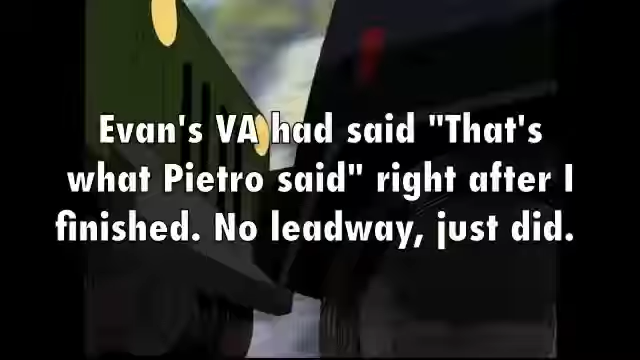 Evan's VA had said "That's
what Pietro said" right after I
finished. No leadway, just did.